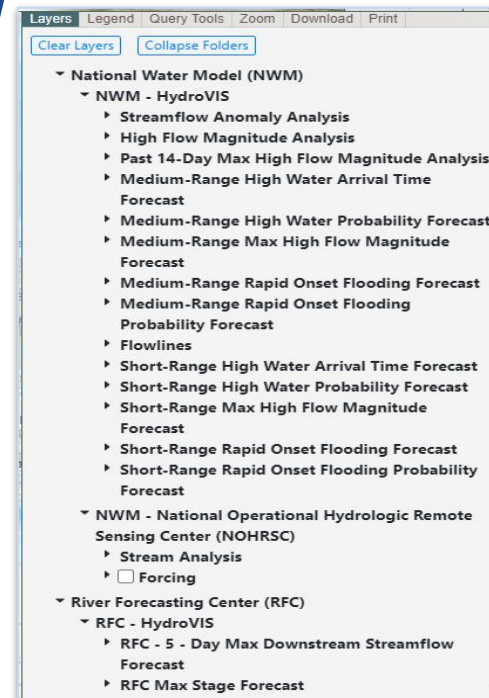 Layers Legend Query Tools Zoom Download Print
Clear Layers Collapse Folders
National Water Model (NWM)
NWM - HydroVIS
Streamflow Anomaly Analysis
High Flow Magnitude Analysis
Past 14-Day Max High Flow Magnitude Analysis
Medium-Range High Water Arrival Time
Forecast
Medium-Range High Water Probability Forecast
Medium-Range Max High Flow Magnitude
Forecast
Medium-Range Rapid Onset Flooding Forecast
Medium-Range Rapid Onset Flooding
Probability Forecast
Flowlines
Short-Range High Water Arrival Time Forecast
Short-Range High Water Probability Forecast
Short-Range Max High Flow Magnitude
Forecast
Short-Range Rapid Onset Flooding Forecast
Short-Range Rapid Onset Flooding Probability
Forecast
NWM - National Operational Hydrologic Remote
Sensing Center (NOHRSC)
Stream Analysis
Forcing
River Forecasting Center (RFC)
RFC - HydroVIS
RFC - 5 - Day Max Downstream Streamflow
Forecast
RFC Max Stage Forecast